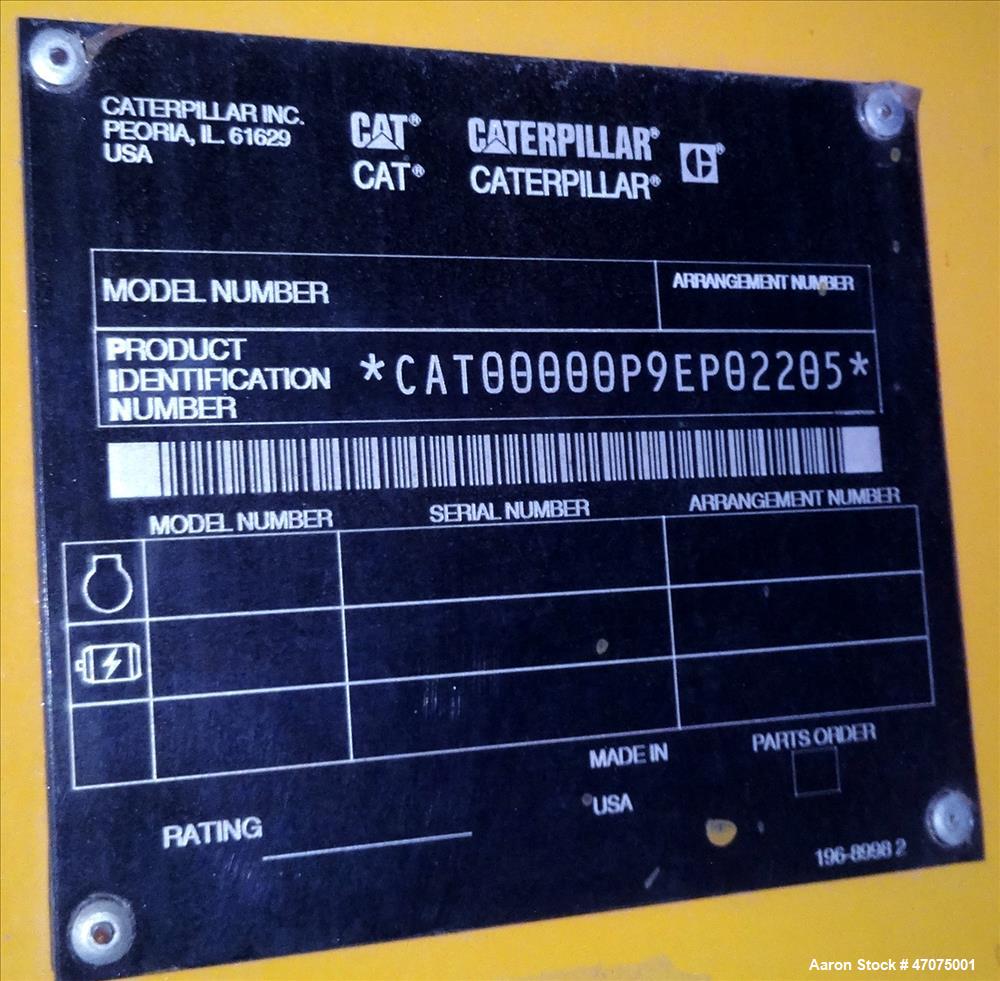 CATERPILLAR INC.
PEORIA, IL. 61629
USA
CAT® CATERPILLAR® C®
CAT® CATERPILLAR®
MODEL NUMBER
ARRANGEMENT NUMBER
PRODUCT
IDENTIFICATION
NUMBER
*CAT00000P9EP02205*
MODEL NUMBER SERIAL NUMBER ARRANGEMENT NUMBER
MADE IN
USA
PARTS ORDER
RATING
196-8998 2
Aaron Stock # 47075001